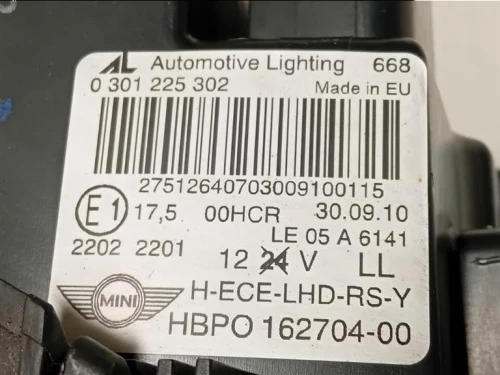 AL Automotive Lighting 668
0 301 225 302 Made in EU
27512640703009100115
E1 17,5 00HCR 30.09.10
LE 05 A 6141
2202 2201 12 24 V LL
MINI H-ECE-LHD-RS-Y
HBPO 162704-00